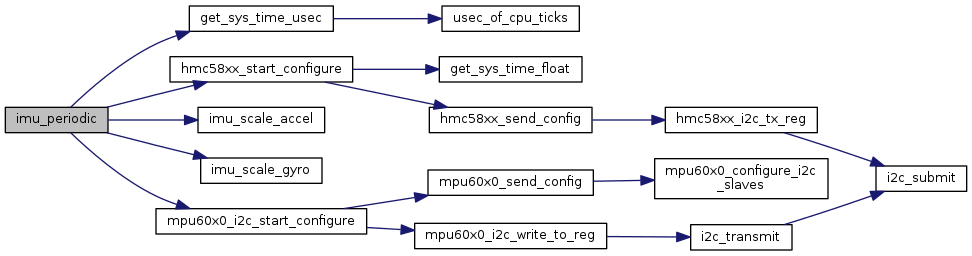 get_sys_time_usec
usec_of_cpu_ticks
hmc58xx_start_configure
get_sys_time_float
imu_periodic
imu_scale_accel
hmc58xx_send_config
hmc58xx_i2c_tx_reg
imu_scale_gyro
mpu60x0_send_config
mpu60x0_configure_i2c
_slaves
i2c_submit
mpu60x0_i2c_start_configure
mpu60x0_i2c_write_to_reg
i2c_transmit